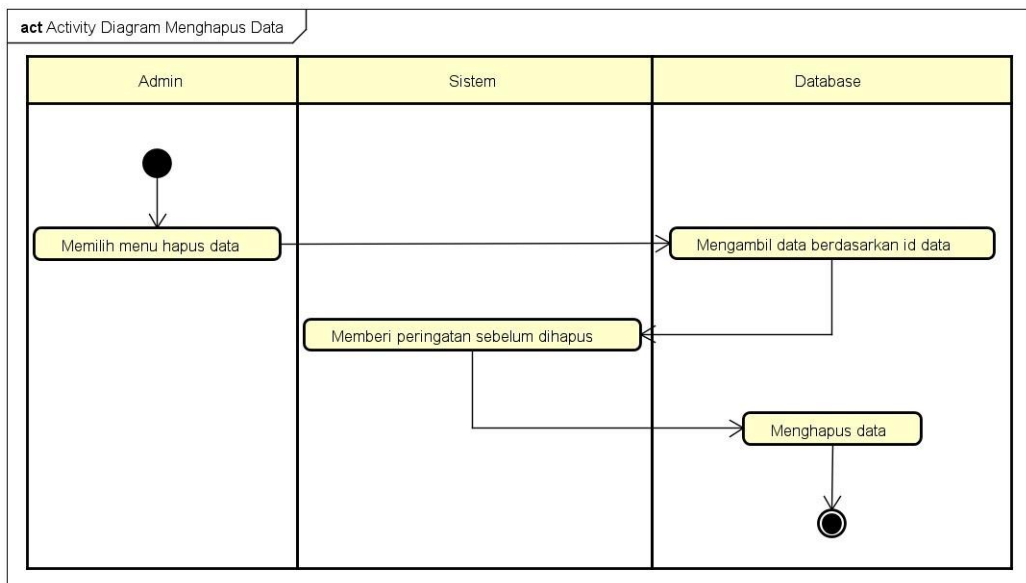 act Activity Diagram Menghapus Data
Admin
Sistem
Database
Memilih menu hapus data
Mengambil data berdasarkan id data
Memberi peringatan sebelum dihapus
Menghapus data